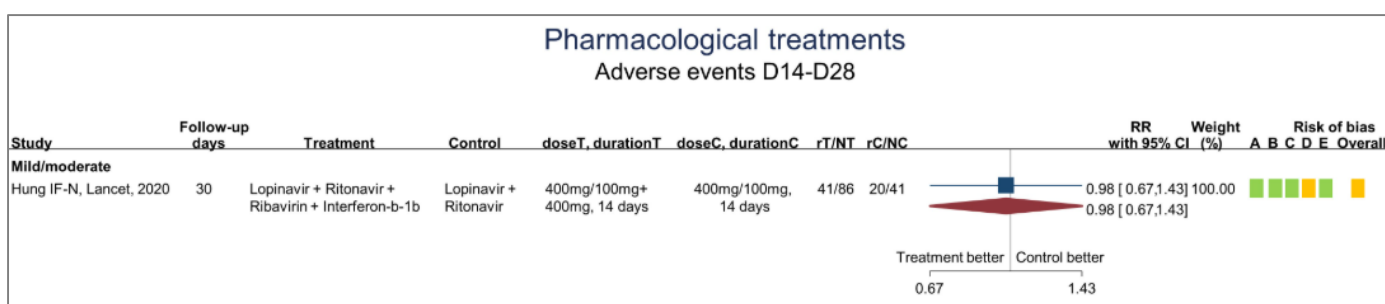 Pharmacological treatments
Adverse events D14-D28
Study Follow-up days Treatment Control doseT, durationT doseC, durationC rT/NT rC/NC RR with 95% CI Weight (%) Risk of bias A B C D E Overall
Mild/moderate
Hung IF-N, Lancet, 2020 30 Lopinavir + Ritonavir + Lopinavir + 400mg/100mg+ 400mg/100mg, 41/86 20/41 0.98 [ 0.67,1.43] 100.00
Ribavirin + Interferon-b-1b Ritonavir 400mg, 14 days 14 days 0.98 [ 0.67,1.43]
Treatment better Control better
0.67 1.43